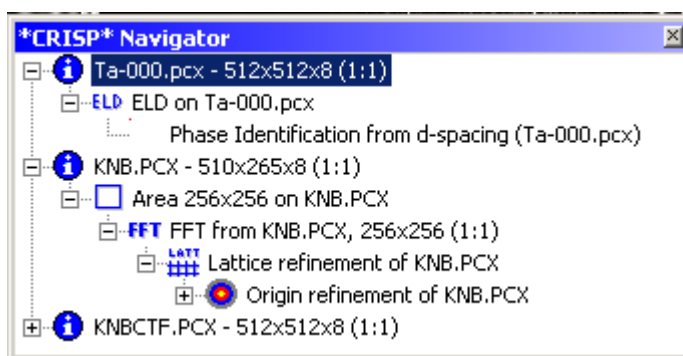 *CRISP* Navigator
Ta-000.pcx - 512x512x8 (1:1)
ELD ELD on Ta-000.pcx
Phase Identification from d-spacing (Ta-000.pcx)
KNB.PCX - 510x265x8 (1:1)
Area 256x256 on KNB.PCX
FFT FFT from KNB.PCX, 256x256 (1:1)
LATT Lattice refinement of KNB.PCX
Origin refinement of KNB.PCX
KNBCTF.PCX - 512x512x8 (1:1)